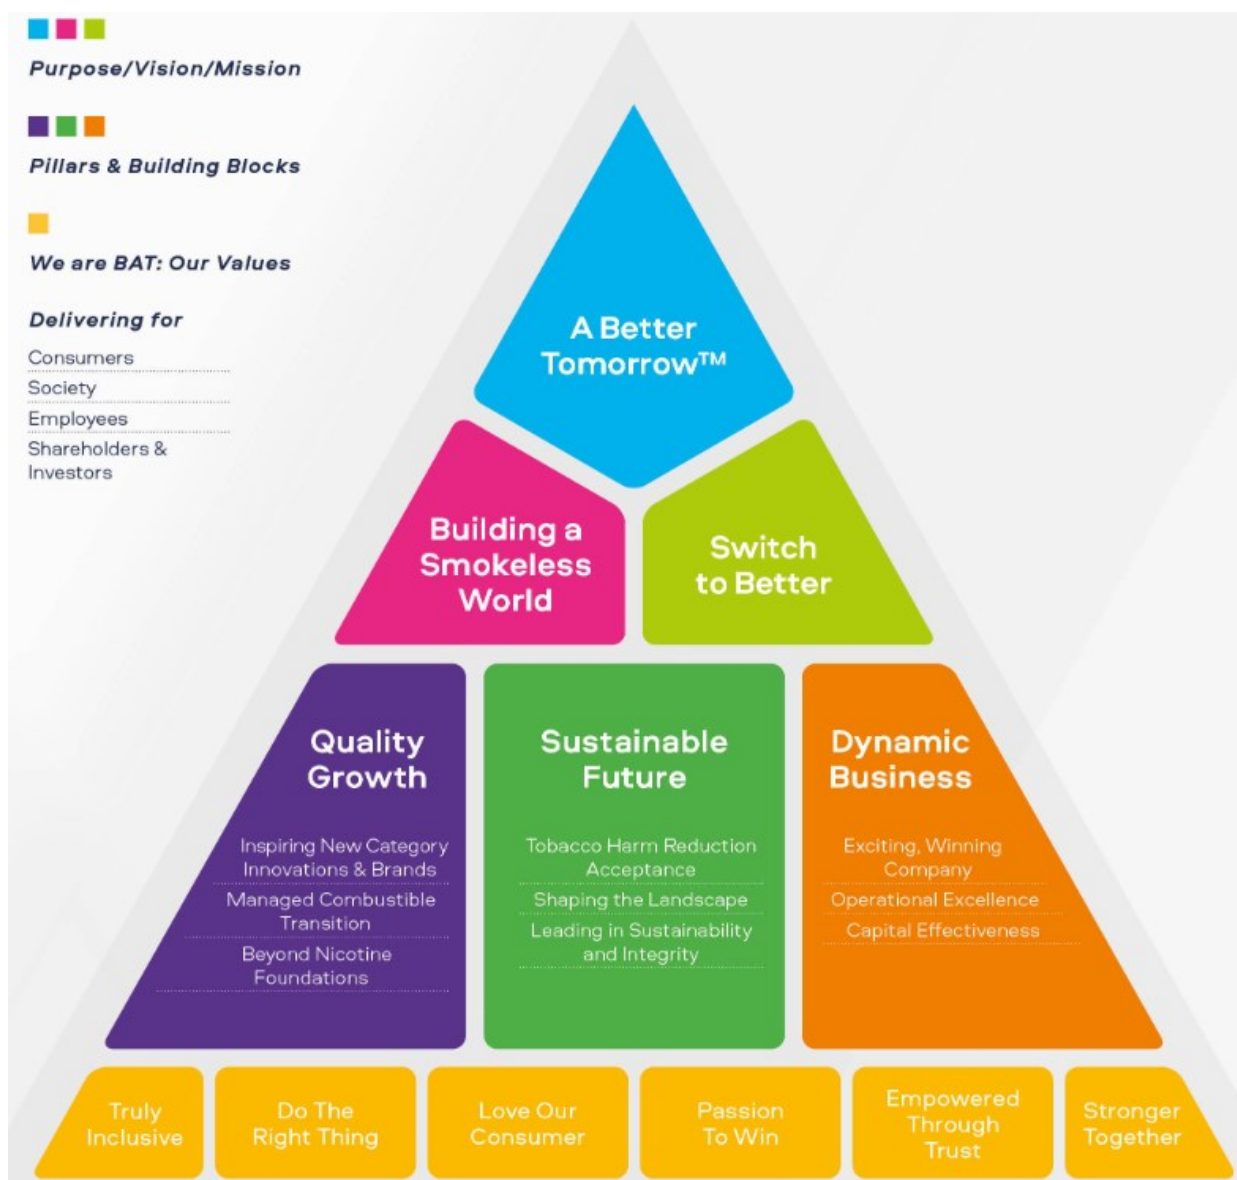 Purpose/Vision/Mission
Pillars & Building Blocks
We are BAT: Our Values
Delivering for
Consumers
Society
Employees
Shareholders &
Investors
A Better
Tomorrow™
Building a
Smokeless
World
Switch
to Better
Quality
Growth
Inspiring New Category
Innovations & Brands
Managed Combustible
Transition
Beyond Nicotine
Foundations
Sustainable
Future
Tobacco Harm Reduction
Acceptance
Shaping the Landscape
Leading in Sustainability
and Integrity
Dynamic
Business
Exciting, Winning
Company
Operational Excellence
Capital Effectiveness
Truly
Inclusive
Do The
Right Thing
Love Our
Consumer
Passion
To Win
Empowered
Through
Trust
Stronger
Together